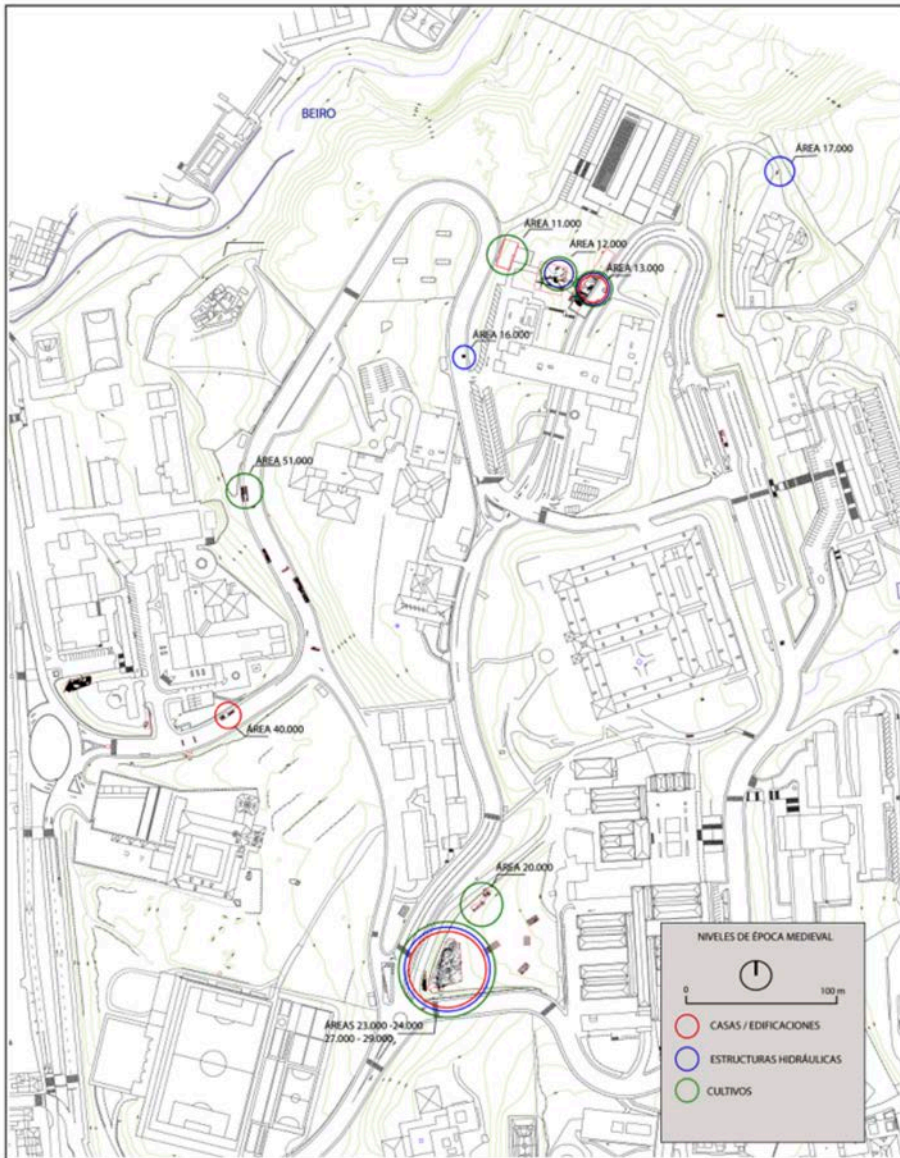 BEIRO
ÁREA 17.000
ÁREA 11.000
ÁREA 12.000
ÁREA 13.000
ÁREA 16.000
ÁREA 51.000
ÁREA 40.000
ÁREA 20.000
ÁREAS 23.000 -24.000
27.000 - 29.000
NIVELES DE ÉPOCA MEDIEVAL
0 100 m
CASAS / EDIFICACIONES
ESTRUCTURAS HIDRÁULICAS
CULTIVOS